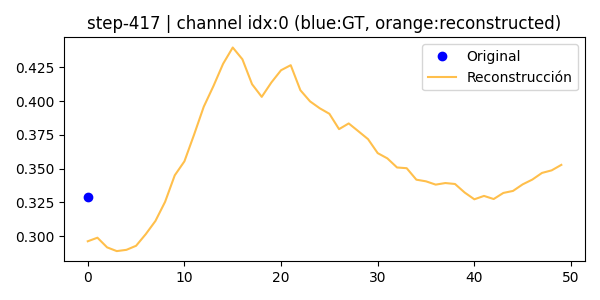 step-417 | channel idx:0 (blue:GT, orange:reconstructed)
Original
Reconstrucción
0.425
0.400
0.375
0.350
0.325
0.300
0 10 20 30 40 50